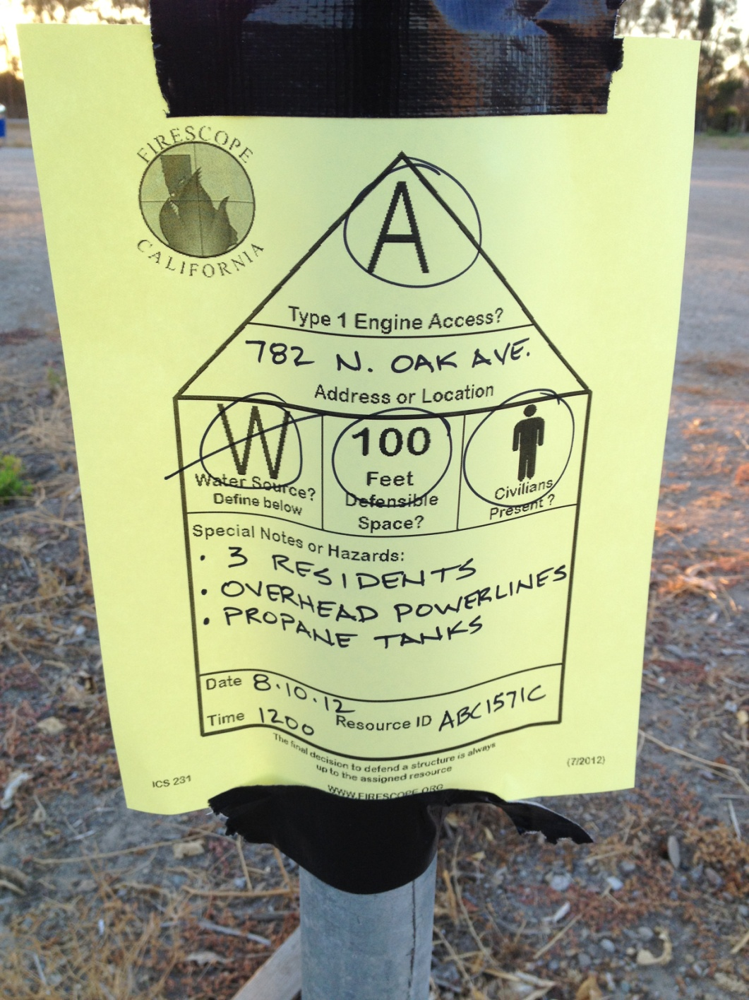 FIRESCOPE
CALIFORNIA
A
Type 1 Engine Access?
782 N. OAK AVE.
Address or Location
W
Water Source?
Define below
100
Feet
Defensible
Space?
Civilians
Present?
Special Notes or Hazards:
• 3 RESIDENTS
• OVERHEAD POWERLINES
• PROPANE TANKS
Date 8.10.12
Time 1200 Resource ID ABC1571C
The final decision to defend a structure is always
up to the assigned resource
WWW.FIRESCOPE.ORG
ICS 231
(7/2012)